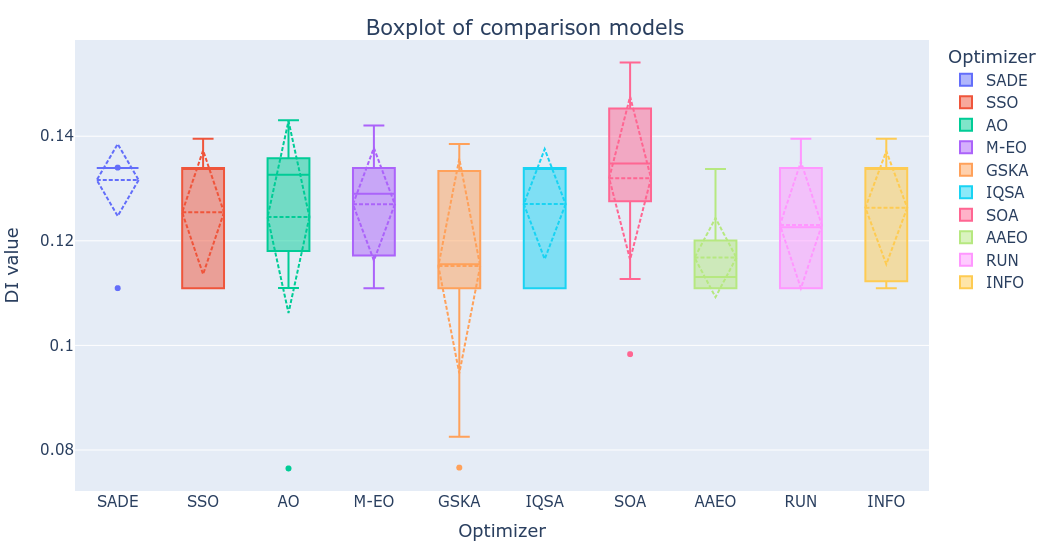 Boxplot of comparison models
DI value
0.14
0.12
0.1
0.08
SADE
SSO
AO
M-EO
GSKA
IQSA
SOA
AAEO
RUN
INFO
Optimizer
Optimizer
SADE
SSO
AO
M-EO
GSKA
IQSA
SOA
AAEO
RUN
INFO